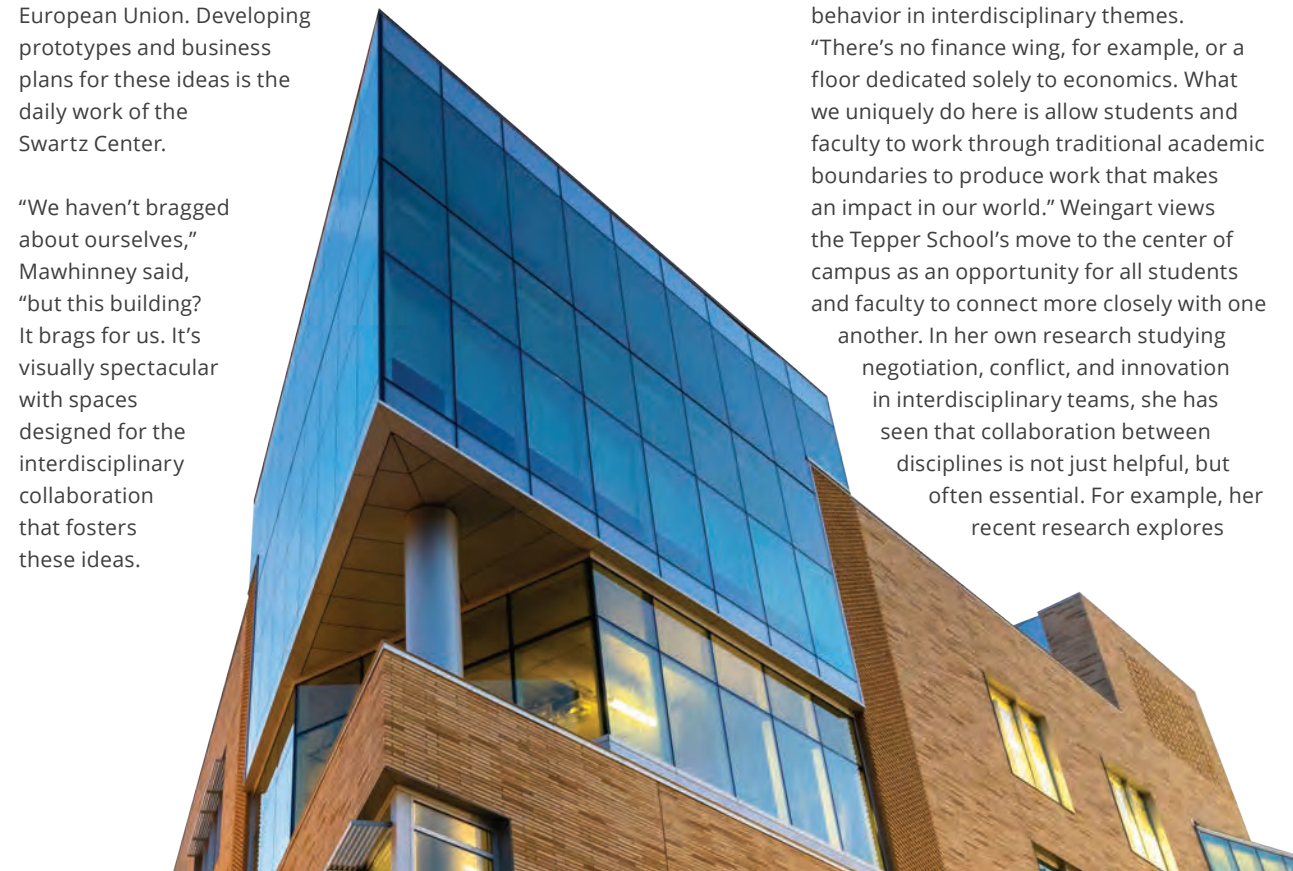 European Union. Developing
prototypes and business
plans for these ideas is the
daily work of the
Swartz Center.
“We haven’t bragged
about ourselves,”
Mawhinney said,
“but this building?
It brags for us. It’s
visually spectacular
with spaces
designed for the
interdisciplinary
collaboration
that fosters
these ideas.
behavior in interdisciplinary themes.
“There’s no finance wing, for example, or a
floor dedicated solely to economics. What
we uniquely do here is allow students and
faculty to work through traditional academic
boundaries to produce work that makes
an impact in our world.” Weingart views
the Tepper School’s move to the center of
campus as an opportunity for all students
and faculty to connect more closely with one
another. In her own research studying
negotiation, conflict, and innovation
in interdisciplinary teams, she has
seen that collaboration between
disciplines is not just helpful, but
often essential. For example, her
recent research explores